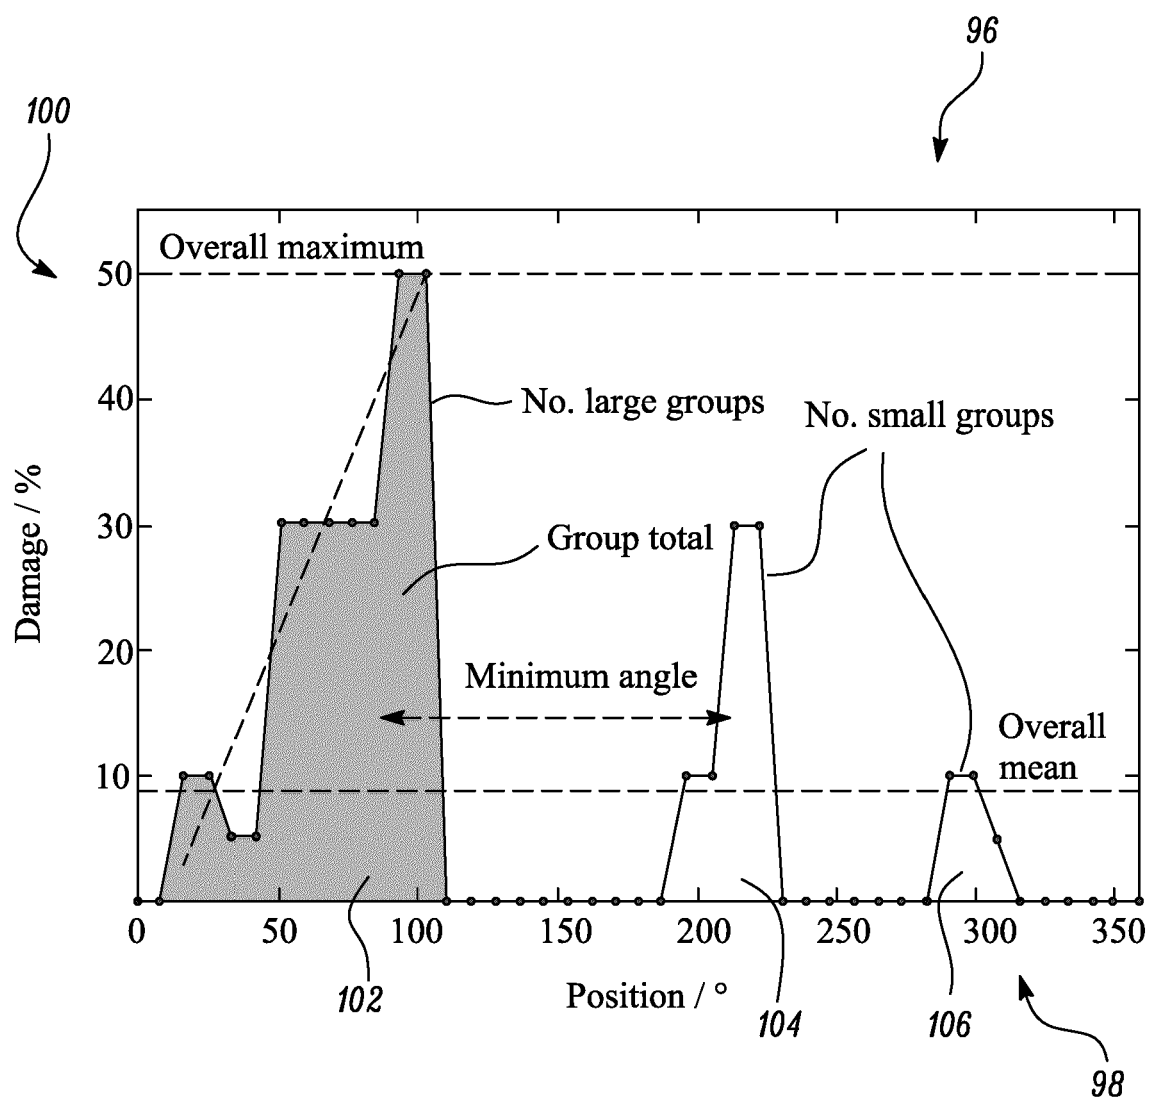 96
100
Overall maximum
50
40
No. large groups
No. small groups
Damage / %
30
Group total
20
Minimum angle
Overall
mean
10
0 50 100 150 200 250 300 350
102
Position / °
104
106
98